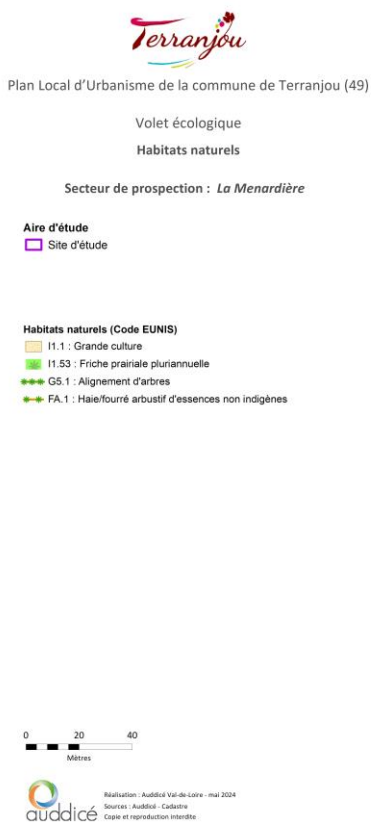 Terranjou
Plan Local d'Urbanisme de la commune de Terranjou (49)
Volet écologique
Habitats naturels
Secteur de prospection : La Menardière
Aire d'étude
Site d'étude
Habitats naturels (Code EUNIS)
I1.1 : Grande culture
I1.53 : Friche prairiale pluriannuelle
G5.1 : Alignement d'arbres
FA.1 : Haie/fourré arbustif d'essences non indigènes
0 20 40
Mètres
Réalisation : Auddicé Val-de-Loire - mai 2024
Sources : Auddicé - Cadastre
auddicé Copie et reproduction interdite